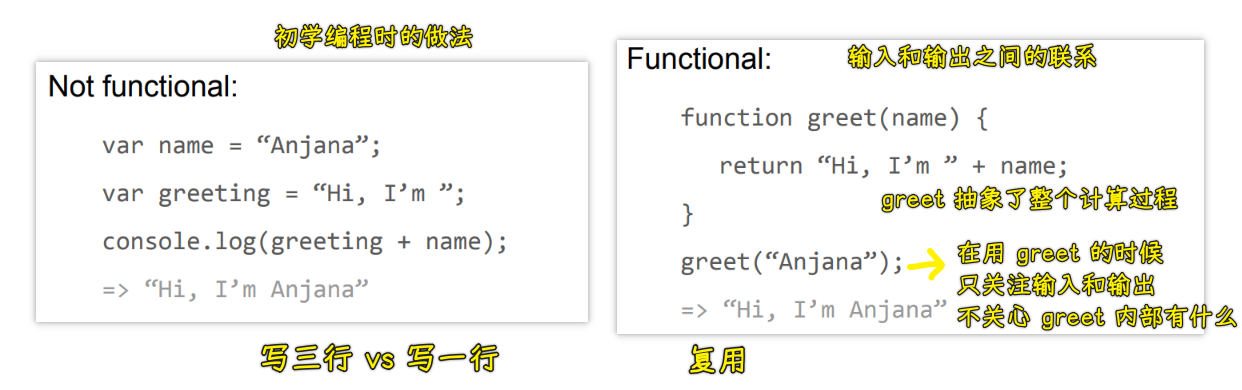 初学编程时的做法
Not functional:
var name = “Anjana”;
var greeting = “Hi, I’m ”;
console.log(greeting + name);
=> “Hi, I’m Anjana”
写三行 vs 写一行
输入和输出之间的联系
Functional:
function greet(name) {
return “Hi, I’m ” + name;
greet 抽象了整个计算过程
}
greet(“Anjana”);
在用 greet 的时候
只关注输入和输出
不关心 greet 内部有什么
=> “Hi, I’m Anjana”
复用